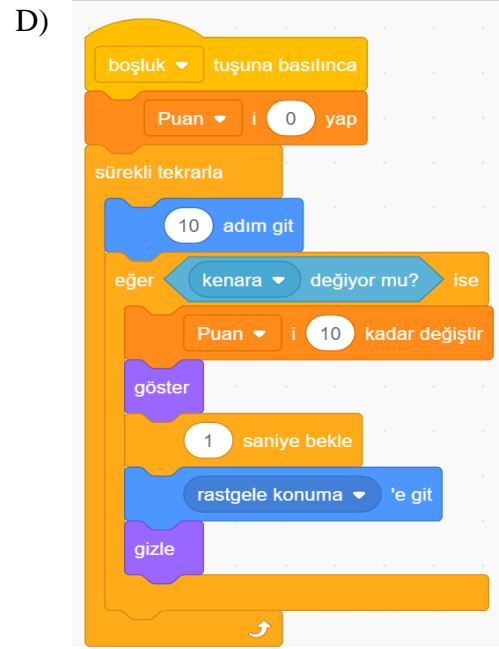 D)
boşluk tuşuna basılınca
Puan i 0 yap
sürekli tekrarla
10 adım git
eğer kenara değiyor mu? ise
Puan i 10 kadar değiştir
göster
1 saniye bekle
rastgele konuma 'e git
gizle